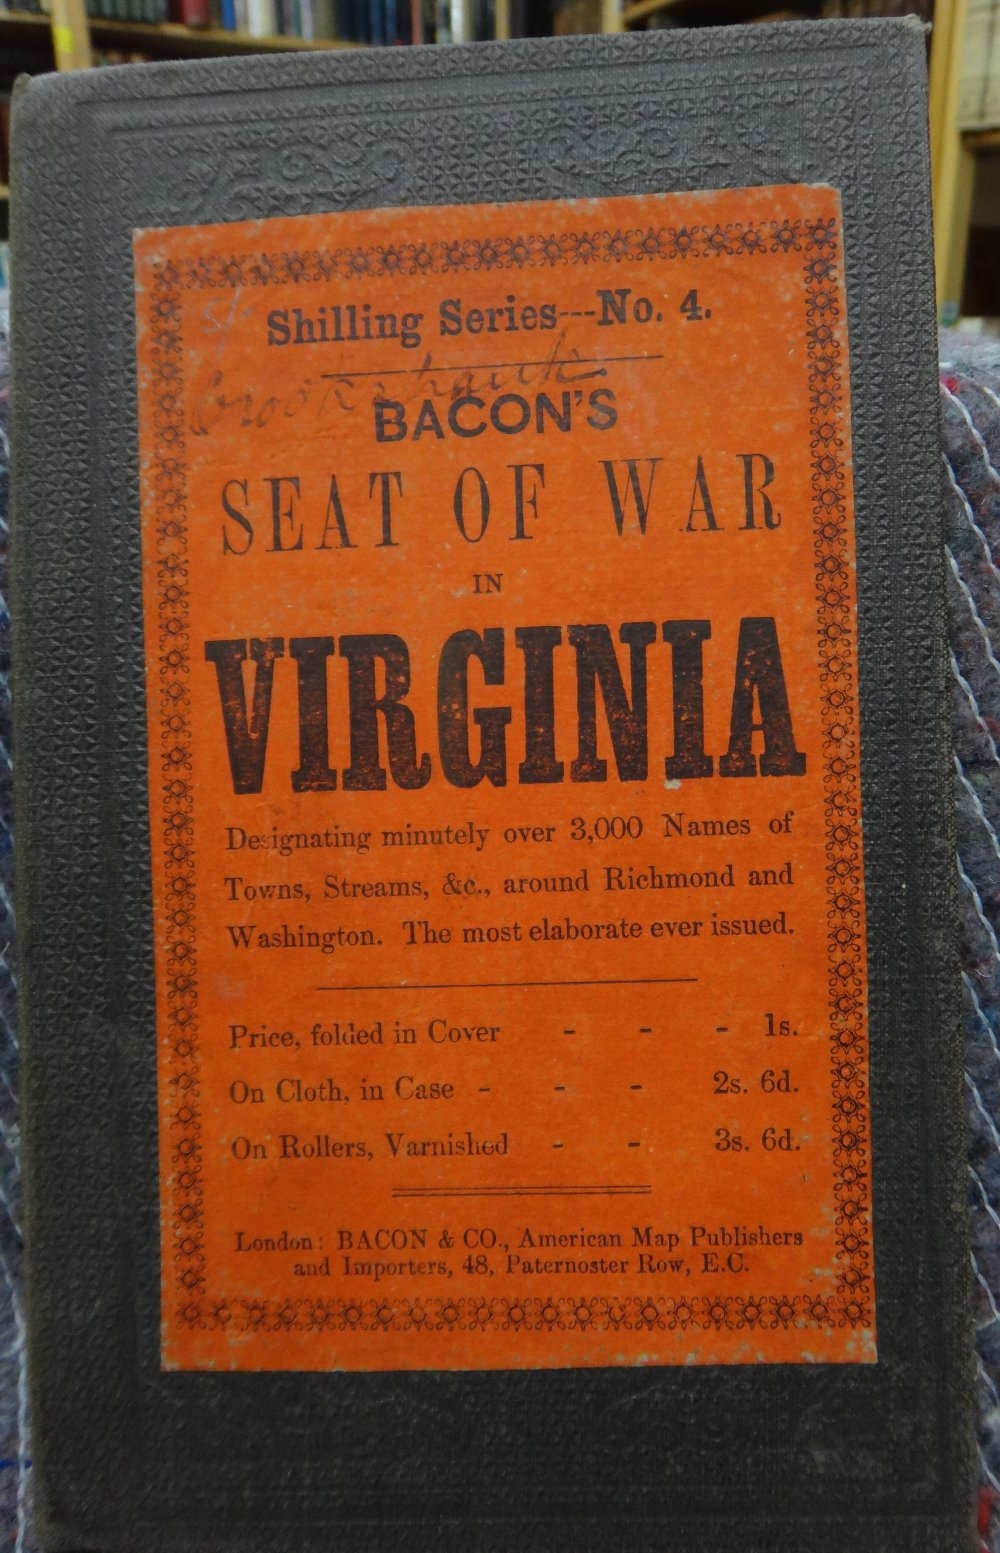 Shilling Series---No. 4.
BACON'S
SEAT OF WAR
IN
VIRGINIA
Designating minutely over 3,000 Names of
Towns, Streams, &c., around Richmond and
Washington. The most elaborate ever issued.
Price, folded in Cover - - - 1s.
On Cloth, in Case - - - 2s. 6d.
On Rollers, Varnished - - 3s. 6d.
London: BACON & CO., American Map Publishers
and Importers, 48, Paternoster Row, E.C.